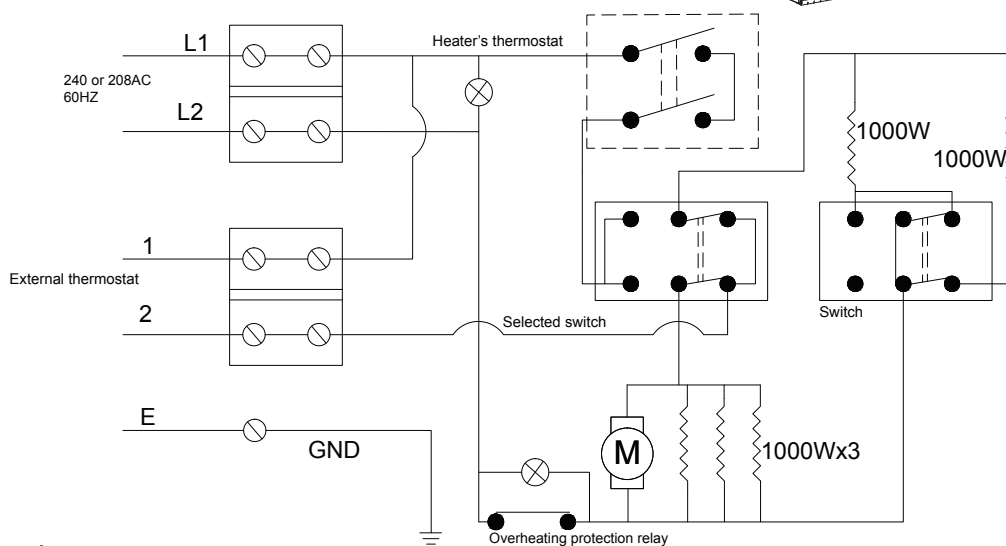 L1
Heater's thermostat
240 or 208AC
60HZ
L2
1000W
1000W
1
External thermostat
2
Selected switch
Switch
E
GND
M
1000Wx3
Overheating protection relay